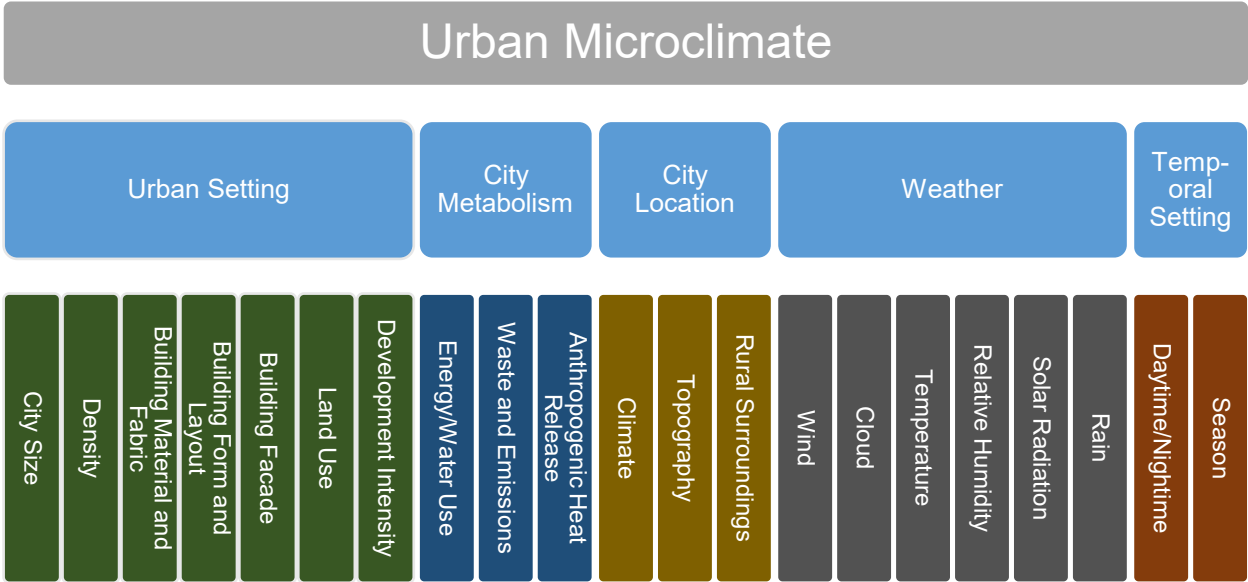 Urban Microclimate
Urban Setting
City
Metabolism
City
Location
Weather
Temp-
oral
Setting
City Size
Density
Building Material and
Fabric
Building Form and
Layout
Building Facade
Land Use
Development Intensity
Energy/Water Use
Waste and Emissions
Anthropogenic Heat
Release
Climate
Topography
Rural Surroundings
Wind
Cloud
Temperature
Relative Humidity
Solar Radiation
Rain
Daytime/Nightime
Season